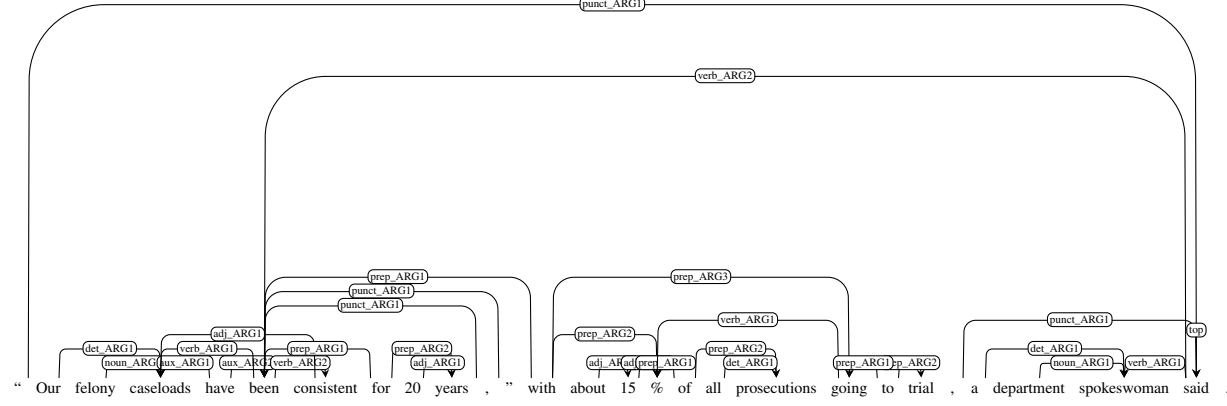 punct_ARG1
verb_ARG2
prep_ARG1 prep_ARG3
punct_ARG1
punct_ARG1
verb_ARG1 punct_ARG1
adj_ARG1 prep_ARG2 top
det_ARG1 verb_ARG1 prep_ARG1 prep_ARG2 prep_ARG2 det_ARG1
aux_ARG1 verb_ARG2 adj_ARG1 prep_ARG1 det_ARG1 prep_ARG1 noun_ARG1 verb_ARG1
“ Our felony caseloads have been consistent for 20 years , ” with about 15 % of all prosecutions going to trial , a department spokeswoman said